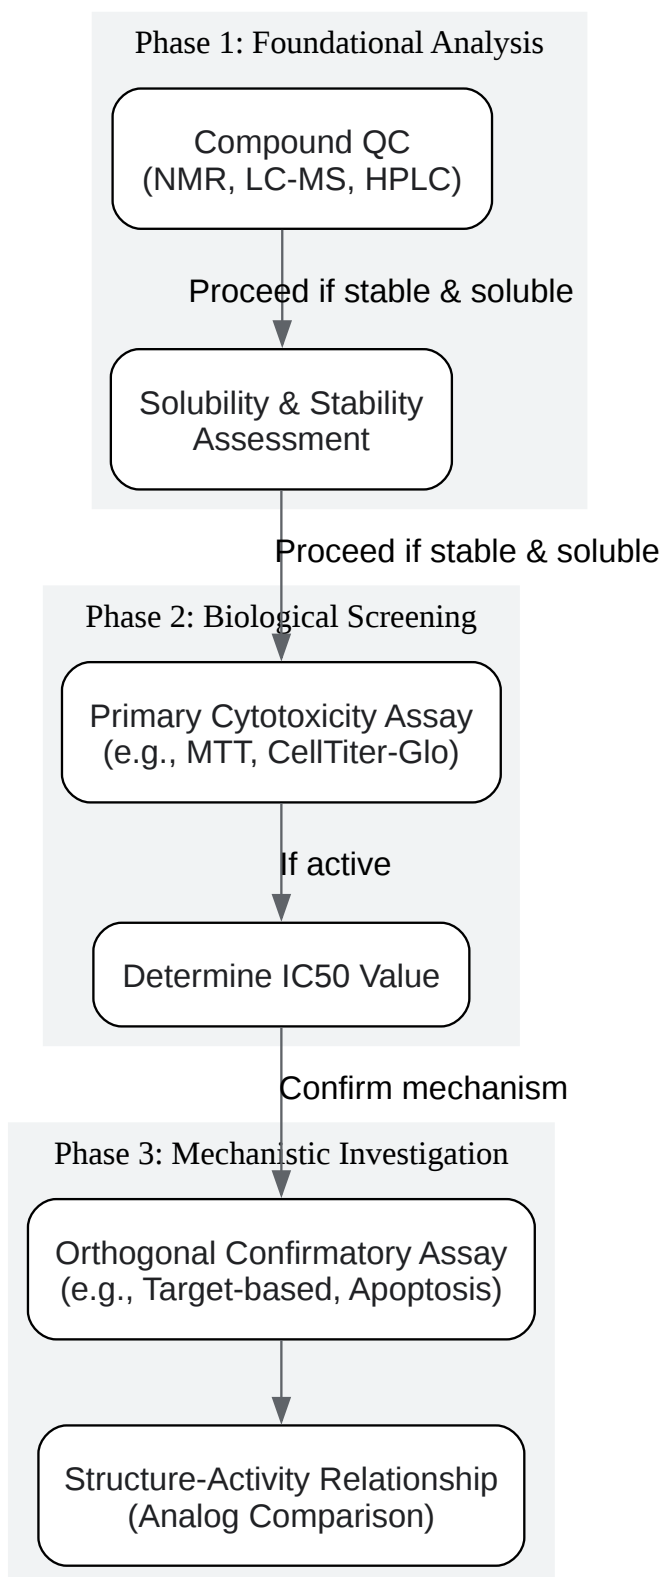 Phase 1: Foundational Analysis
Compound QC
(NMR, LC-MS, HPLC)
Proceed if stable & soluble
Solubility & Stability
Assessment
Proceed if stable & soluble
Phase 2: Biological Screening
Primary Cytotoxicity Assay
(e.g., MTT, CellTiter-Glo)
If active
Determine IC50 Value
Confirm mechanism
Phase 3: Mechanistic Investigation
Orthogonal Confirmatory Assay
(e.g., Target-based, Apoptosis)
Structure-Activity Relationship
(Analog Comparison)